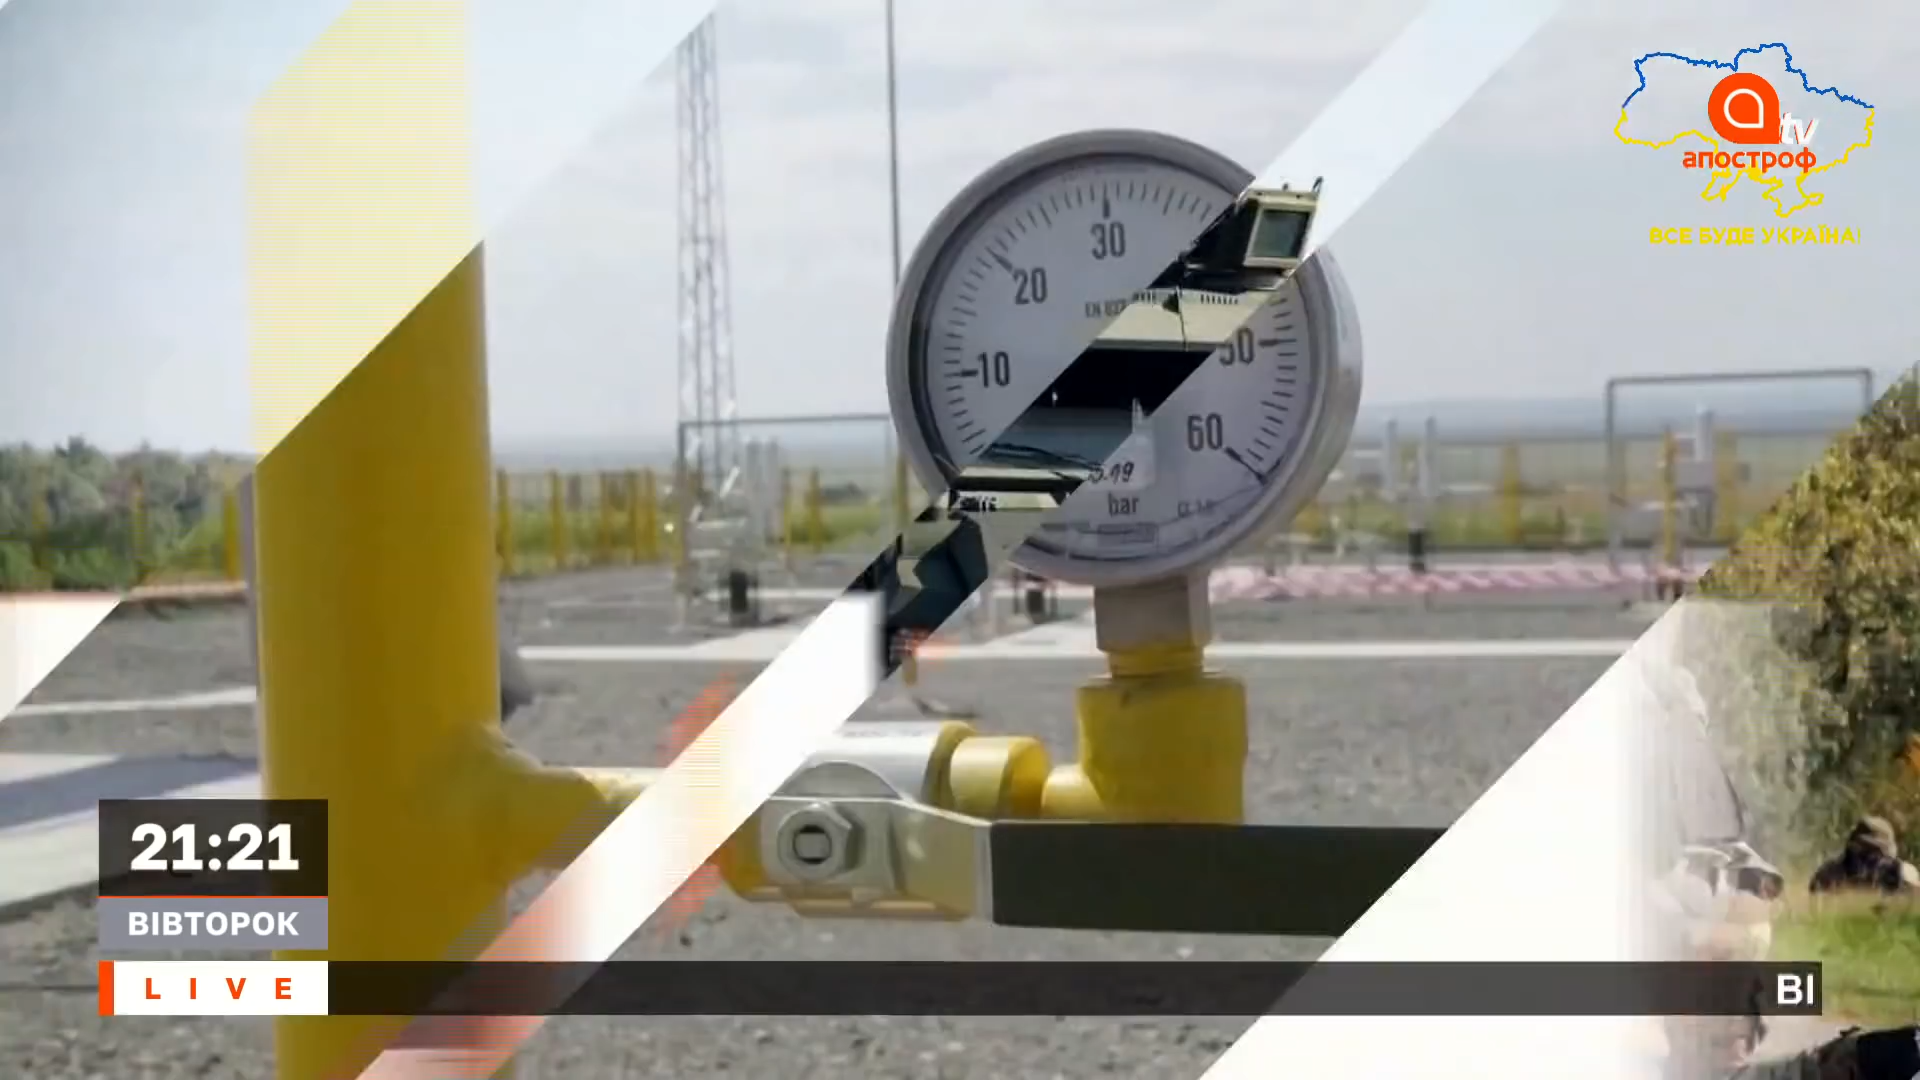 tv
апостроф
ВСЕ БУДЕ УКРАЇНА!
30
20
10
50
60
bar
21:21
ВІВТОРОК
LIVE
ВІ